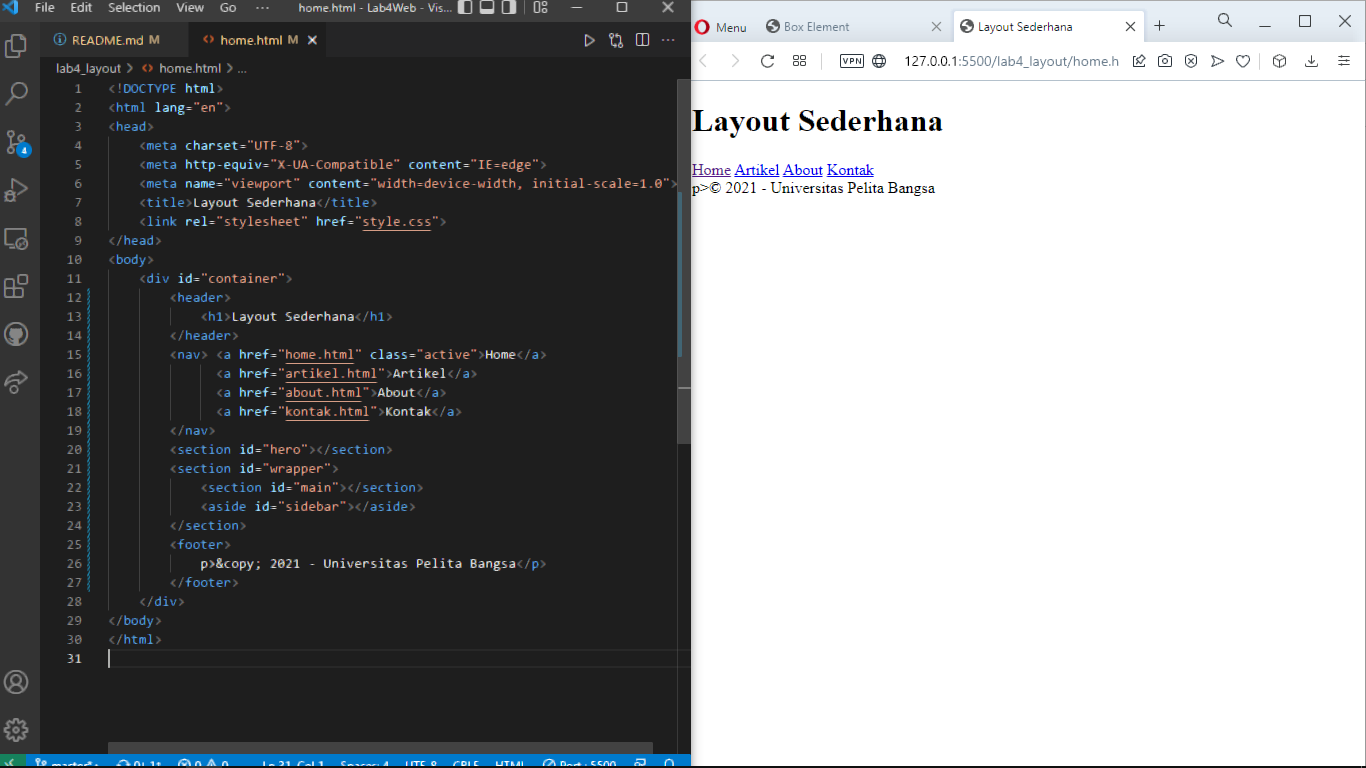 File Edit Selection View Go ··· home.html - Lab4Web - Vis...
README.md M home.html M
lab4_layout > home.html > ...
1 <!DOCTYPE html>
2 <html lang="en">
3 <head>
4 <meta charset="UTF-8">
5 <meta http-equiv="X-UA-Compatible" content="IE=edge">
6 <meta name="viewport" content="width=device-width, initial-scale=1.0">
7 <title>Layout Sederhana</title>
8 <link rel="stylesheet" href="style.css">
9 </head>
10 <body>
11 <div id="container">
12 <header>
13 <h1>Layout Sederhana</h1>
14 </header>
15 <nav> <a href="home.html" class="active">Home</a>
16 <a href="artikel.html">Artikel</a>
17 <a href="about.html">About</a>
18 <a href="kontak.html">Kontak</a>
19 </nav>
20 <section id="hero"></section>
21 <section id="wrapper">
22 <section id="main"></section>
23 <aside id="sidebar"></aside>
24 </section>
25 <footer>
26 p>&copy; 2021 - Universitas Pelita Bangsa</p>
27 </footer>
28 </div>
29 </body>
30 </html>
31
4
master* 0↓ 1↑ 0 0 Ln 31, Col 1 Spaces: 4 UTF-8 CRLF HTML Port : 5500
Menu Box Element Layout Sederhana
VPN 127.0.0.1:5500/lab4_layout/home.h
Layout Sederhana
Home Artikel About Kontak
p>© 2021 - Universitas Pelita Bangsa